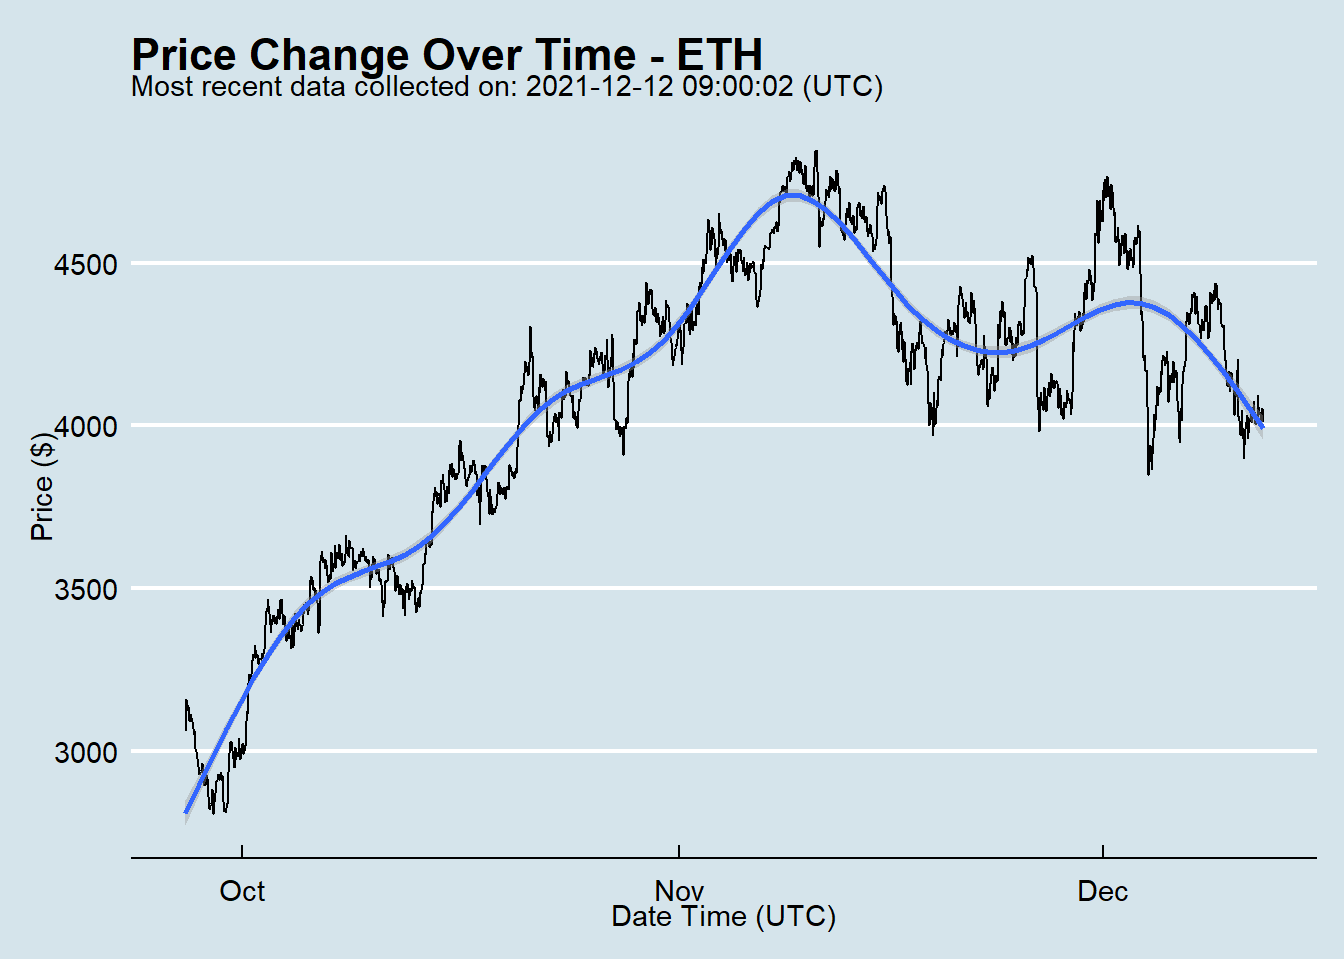 Price Change Over Time - ETH
Most recent data collected on: 2021-12-12 09:00:02 (UTC)
4500
4000
3500
3000
Price ($)
Oct
Nov
Dec
Date Time (UTC)